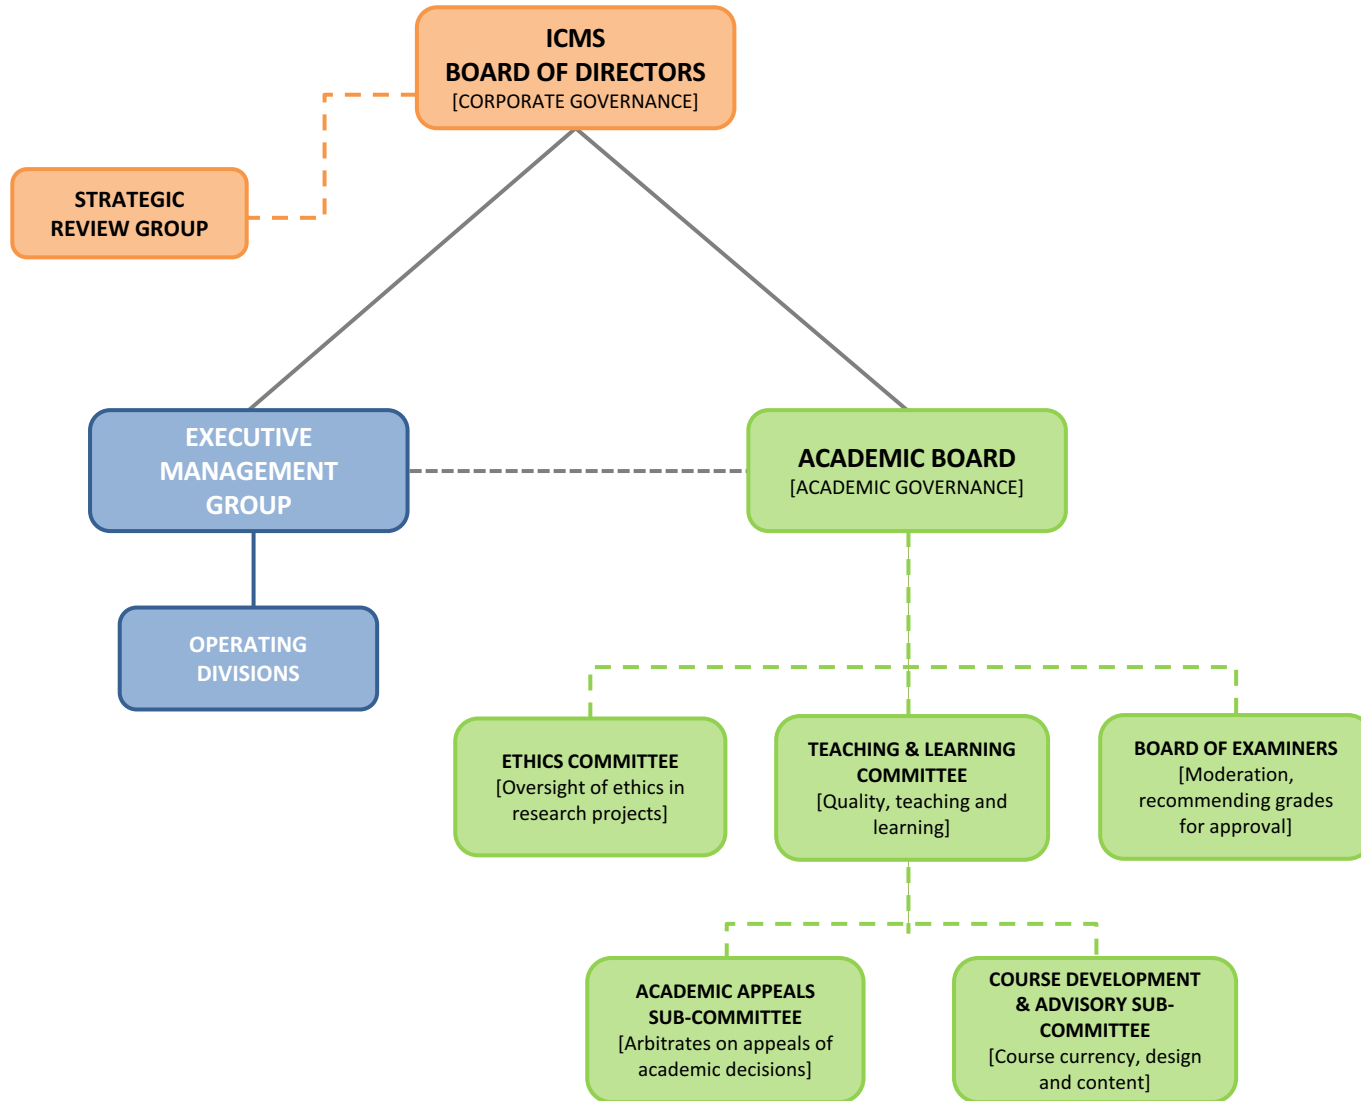 ICMS
BOARD OF DIRECTORS
[CORPORATE GOVERNANCE]
STRATEGIC
REVIEW GROUP
EXECUTIVE
MANAGEMENT
GROUP
ACADEMIC BOARD
[ACADEMIC GOVERNANCE]
OPERATING
DIVISIONS
ETHICS COMMITTEE
[Oversight of ethics in
research projects]
TEACHING & LEARNING
COMMITTEE
[Quality, teaching and
learning]
BOARD OF EXAMINERS
[Moderation,
recommending grades
for approval]
ACADEMIC APPEALS
SUB-COMMITTEE
[Arbitrates on appeals of
academic decisions]
COURSE DEVELOPMENT
& ADVISORY SUB-
COMMITTEE
[Course currency, design
and content]